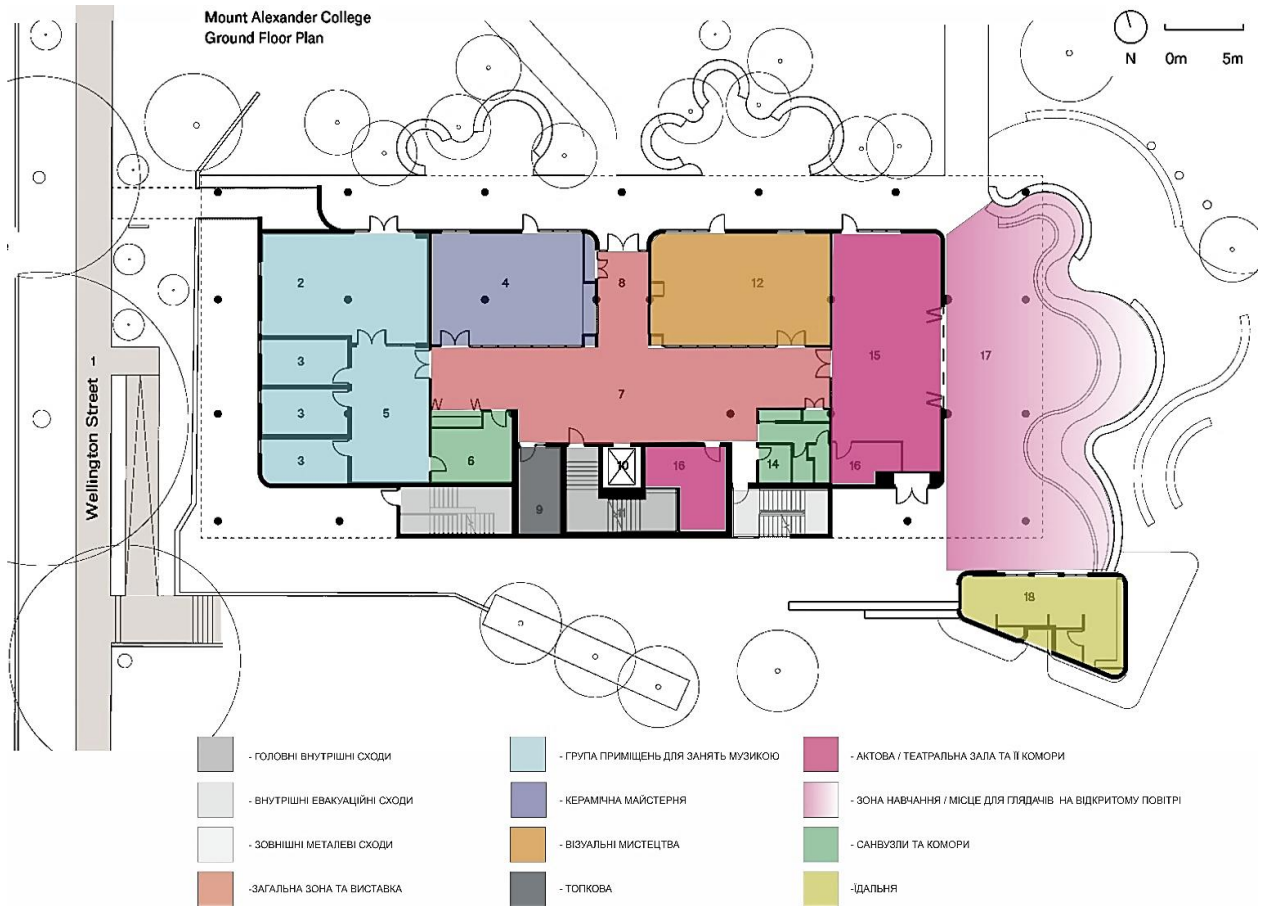 Mount Alexander College
Ground Floor Plan
N 0m 5m
Wellington Street 1
2
4
8
12
3
3
3
5
7
15
17
6
9
10
11
16
14
16
18
- ГОЛОВНІ ВНУТРІШНІ СХОДИ
- ВНУТРІШНІ ЕВАКУАЦІЙНІ СХОДИ
- ЗОВНІШНІ МЕТАЛЕВІ СХОДИ
-ЗАГАЛЬНА ЗОНА ТА ВИСТАВКА
- ГРУПА ПРИМІЩЕНЬ ДЛЯ ЗАНЯТЬ МУЗИКОЮ
- КЕРАМІЧНА МАЙСТЕРНЯ
- ВІЗУАЛЬНІ МИСТЕЦТВА
- ТОПКОВА
- АКТОВА / ТЕАТРАЛЬНА ЗАЛА ТА ЇЇ КОМОРИ
- ЗОНА НАВЧАННЯ / МІСЦЕ ДЛЯ ГЛЯДАЧІВ НА ВІДКРИТОМУ ПОВІТРІ
- САНВУЗЛИ ТА КОМОРИ
-ЇДАЛЬНЯ